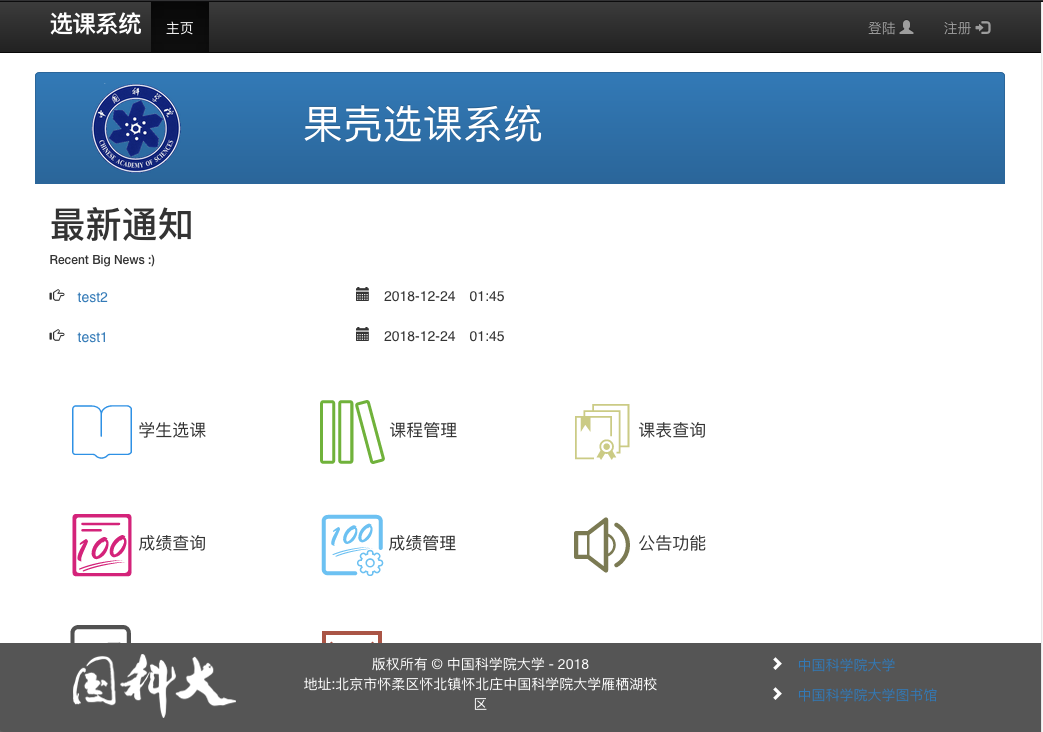 选课系统 主页 登陆 注册
中国科学院
CHINESE ACADEMY OF SCIENCES
果壳选课系统
最新通知
Recent Big News :)
test2 2018-12-24 01:45
test1 2018-12-24 01:45
学生选课 课程管理 课表查询
100 成绩查询 100 成绩管理 公告功能
国科大
版权所有 © 中国科学院大学 - 2018
地址:北京市怀柔区怀北镇怀北庄中国科学院大学雁栖湖校
区
中国科学院大学
中国科学院大学图书馆